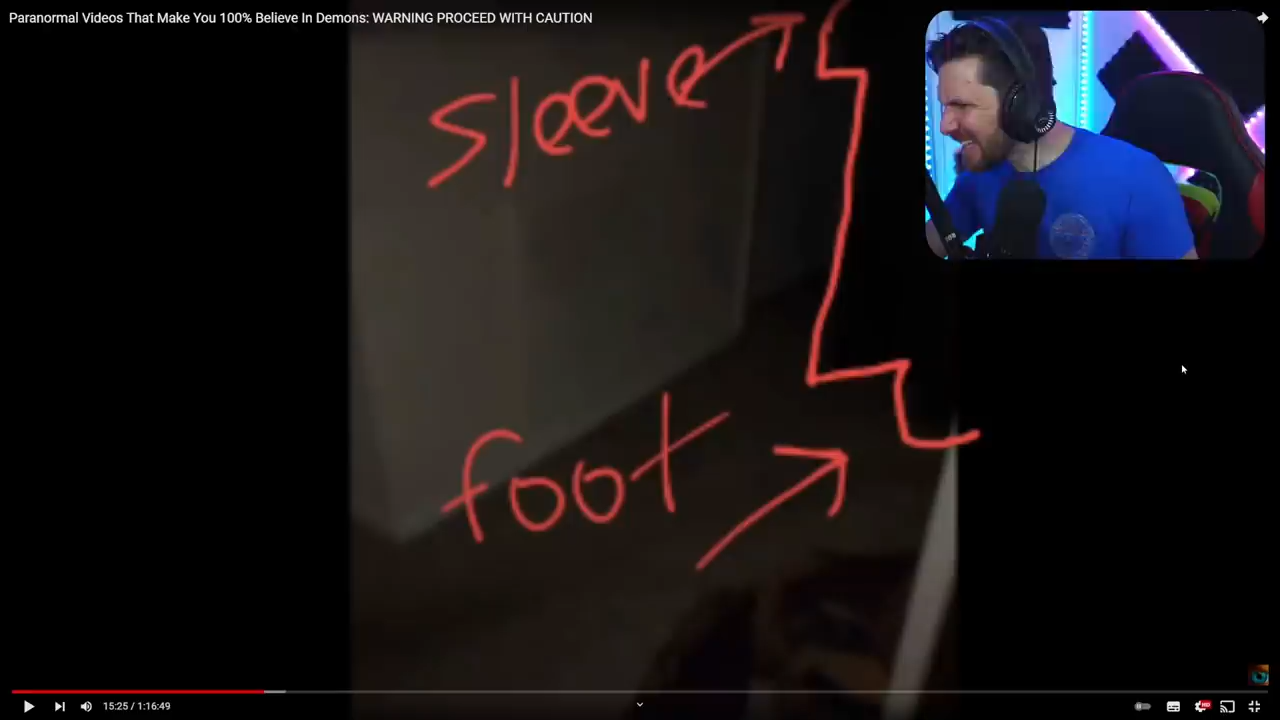 Paranormal Videos That Make You 100% Believe In Demons: WARNING PROCEED WITH CAUTION
sleeve
foot
15:25 / 1:16:49
HD